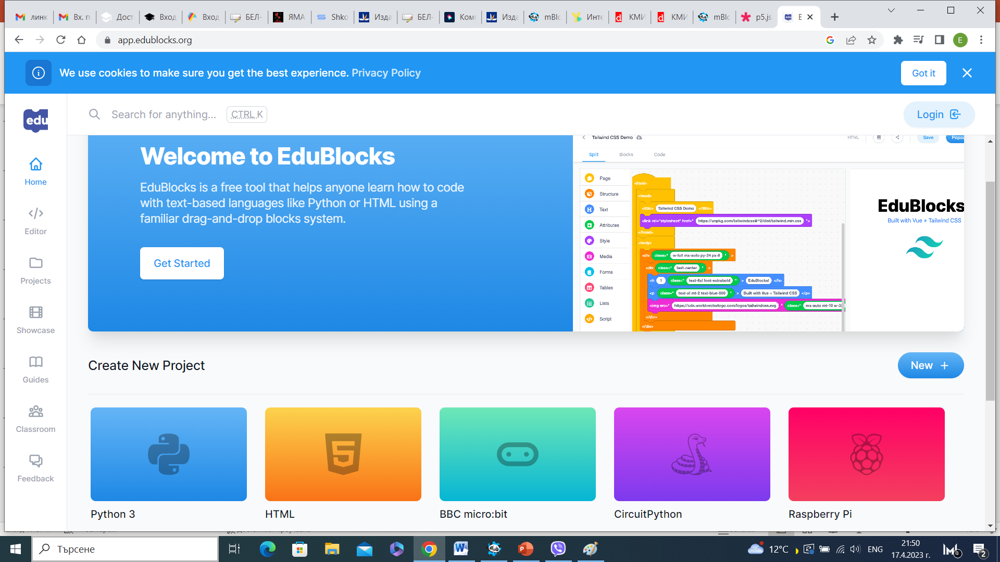 линк
Вх. п
Дост
Вход
Вход
БЕЛ-
ЯМА
Shko
Изда
БЕЛ-
Ком
Изда
mBlo
Инте
КМИ
КМИ
mBlo
p5.js
E
app.edublocks.org
E
We use cookies to make sure you get the best experience. Privacy Policy
Got it
edu
Search for anything...
CTRL K
Login
Home
Editor
Projects
Showcase
Guides
Classroom
Feedback
Welcome to EduBlocks
EduBlocks is a free tool that helps anyone learn how to code
with text-based languages like Python or HTML using a
familiar drag-and-drop blocks system.
Get Started
Tailwind CSS Demo
HTML
Save
Popou
Split
Blocks
Code
Page
Structure
Text
Attributes
Style
Media
Forms
Tables
Lists
Script
<html>
<head>
<title> Tailwind CSS Demo </title>
<link rel="stylesheet" href=" https://unpkg.com/tailwindcss@^2/dist/tailwind.min.css ">
</head>
<body>
<div class=" w-full mx-auto py-24 px-8 " >
<div class=" text-center " >
<h 1 class=" text-6xl font-extrabold " > EduBlocks! </h>
<p class=" text-xl mt-2 text-blue-500 " > Built with Vue + Tailwind CSS </p>
<img src=" https://cdn.worldvectorlogo.com/logos/tailwindcss.svg " class=" mx-auto mt-10 w-32
</div>
</div>
EduBlocks
Built with Vue + Tailwind CSS
Create New Project
New +
Python 3
HTML
BBC micro:bit
CircuitPython
Raspberry Pi
Търсене
12°C
ENG
21:50
17.4.2023 г.
3
2